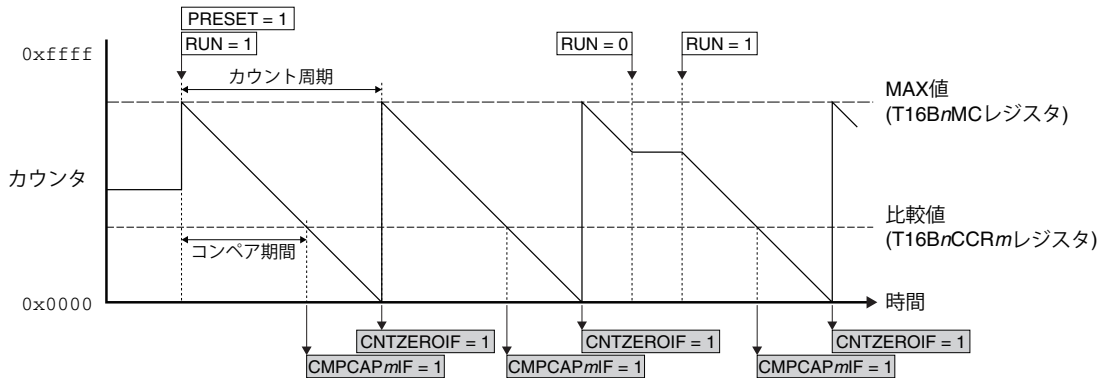 PRESET = 1
RUN = 1
RUN = 0
RUN = 1
0xffff
カウント周期
MAX値
(T16BnMCレジスタ)
カウンタ
比較値
(T16BnCCRmレジスタ)
コンペア期間
0x0000
時間
CNTZEROIF = 1
CNTZEROIF = 1
CNTZEROIF = 1
CMPCAPmIF = 1
CMPCAPmIF = 1
CMPCAPmIF = 1